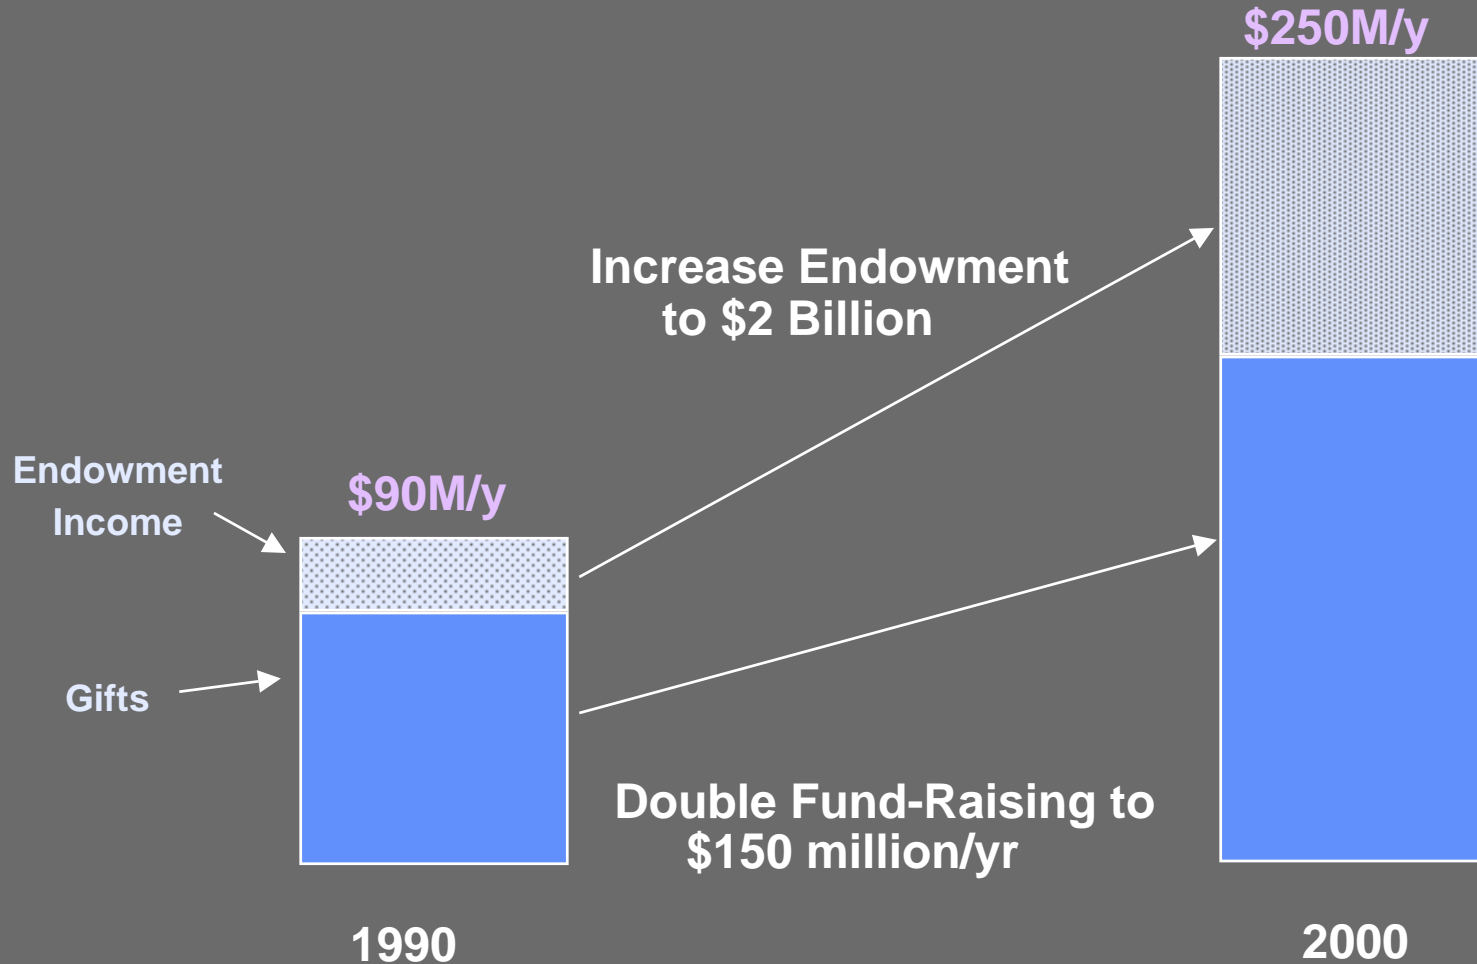 $250M/y
Increase Endowment
to $2 Billion
Endowment
Income
$90M/y
Gifts
Double Fund-Raising to
$150 million/yr
1990
2000